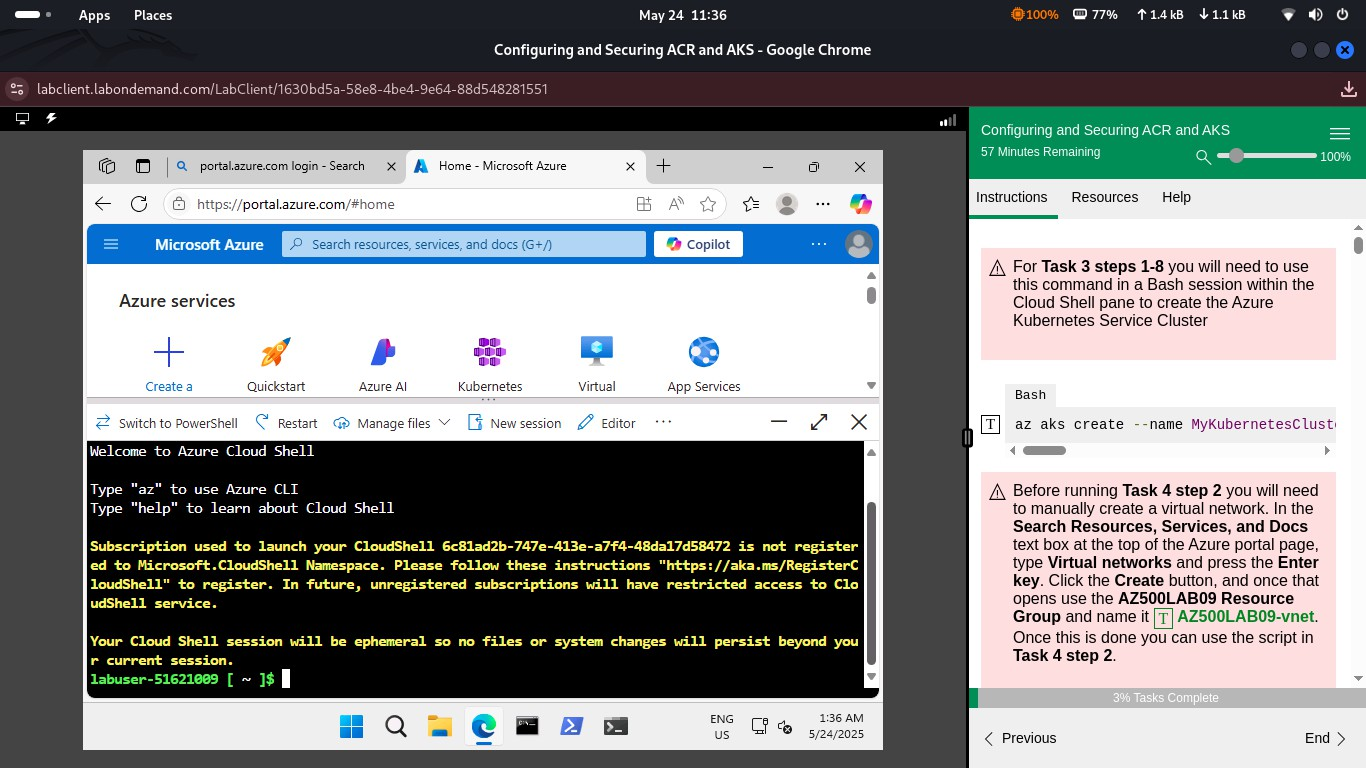 Apps Places May 24 11:36 100% 77% 1.4 kB 1.1 kB
Configuring and Securing ACR and AKS - Google Chrome
labclient.labondemand.com/LabClient/1630bd5a-58e8-4be4-9e64-88d548281551
portal.azure.com login - Search
Home - Microsoft Azure
https://portal.azure.com/#home
Microsoft Azure
Search resources, services, and docs (G+/)
Copilot
Azure services
Create a
Quickstart
Azure AI
Kubernetes
Virtual
App Services
Switch to PowerShell
Restart
Manage files
New session
Editor
Welcome to Azure Cloud Shell
Type "az" to use Azure CLI
Type "help" to learn about Cloud Shell
Subscription used to launch your CloudShell 6c81ad2b-747e-413e-a7f4-48da17d58472 is not register
ed to Microsoft.CloudShell Namespace. Please follow these instructions "https://aka.ms/RegisterC
loudShell" to register. In future, unregistered subscriptions will have restricted access to Clo
udShell service.
Your Cloud Shell session will be ephemeral so no files or system changes will persist beyond you
r current session.
labuser-51621009 [ ~ ]$
ENG
US
1:36 AM
5/24/2025
Configuring and Securing ACR and AKS
57 Minutes Remaining
100%
Instructions
Resources
Help
For Task 3 steps 1-8 you will need to use
this command in a Bash session within the
Cloud Shell pane to create the Azure
Kubernetes Service Cluster
Bash
T
az aks create --name MyKubernetesCluste
Before running Task 4 step 2 you will need
to manually create a virtual network. In the
Search Resources, Services, and Docs
text box at the top of the Azure portal page,
type Virtual networks and press the Enter
key. Click the Create button, and once that
opens use the AZ500LAB09 Resource
Group and name it T AZ500LAB09-vnet.
Once this is done you can use the script in
Task 4 step 2.
3% Tasks Complete
Previous
End